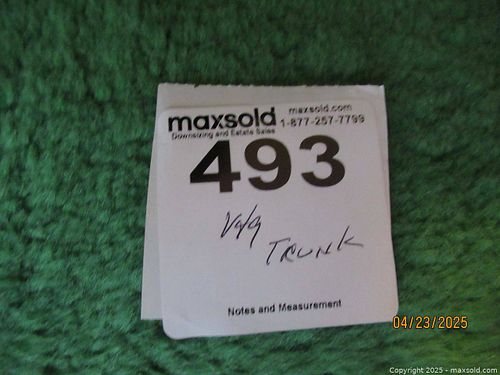 maxsold
Downsizing and Estate Sales
maxsold.com
1-877-257-7799
493
TRUNK
Notes and Measurement
04/23/2025
Copyright 2025 - maxsold.com